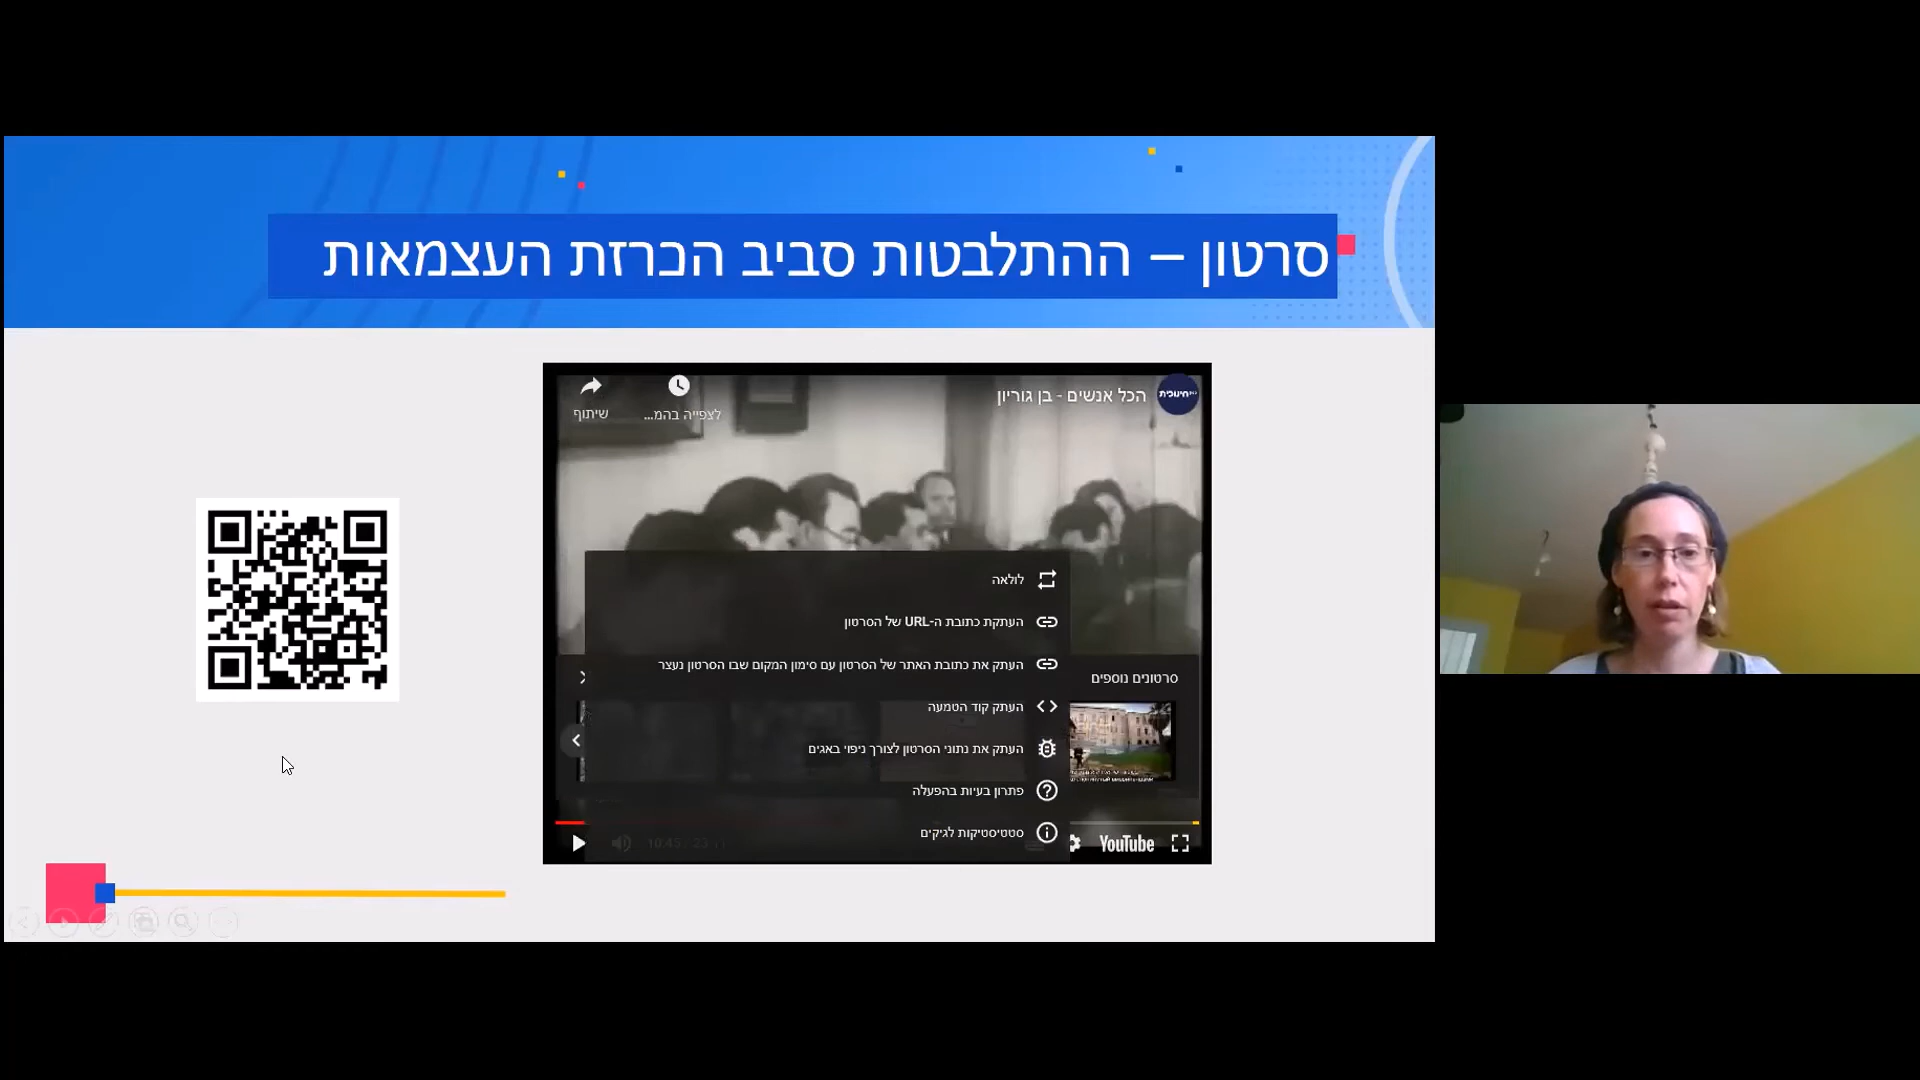 סרטון – ההתלבטות סביב הכרזת העצמאות
הכל אנשים - בן גוריון
חינוכית
לצפייה בהמ...
שיתוף
לולאה
העתקת כתובת ה-URL של הסרטון
העתק את כתובת האתר של הסרטון עם סימון המקום שבו הסרטון נעצר
סרטונים נוספים
העתק קוד הטמעה
העתק את נתוני הסרטון לצורך ניפוי באגים
פתרון בעיות בהפעלה
סטטיסטיקות לגיקים
YouTube